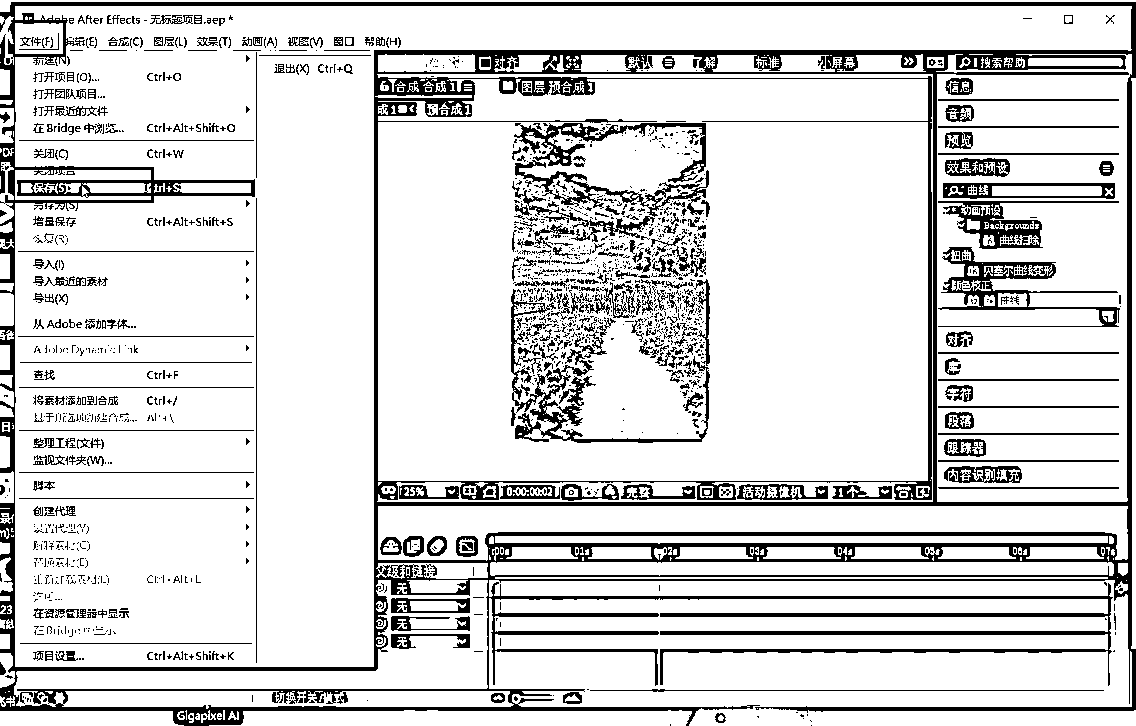 Adobe After Effects - 无标题项目.aep *
文件(F) 编辑(E) 合成(C) 图层(L) 效果(T) 动画(A) 视图(V) 窗口 帮助(H)
新建(N)
退出(X) Ctrl+Q
打开项目(O)... Ctrl+O
打开团队项目...
打开最近的文件
在 Bridge 中浏览... Ctrl+Alt+Shift+O
关闭(C) Ctrl+W
关闭项目
保存(S) Ctrl+S
另存为(S)
增量保存 Ctrl+Alt+Shift+S
恢复(R)
导入(I)
导入最近的素材
导出(X)
从 Adobe 添加字体...
Adobe Dynamic Link
查找 Ctrl+F
将素材添加到合成 Ctrl+/
基于所选项新建合成... Alt+\
整理工程(文件)
监视文件夹(W)...
脚本
创建代理
设置代理(Y)
解释素材(G)
替换素材(E)
重新加载素材(L) Ctrl+Alt+L
在资源管理器中显示
在 Bridge 中显示
项目设置... Ctrl+Alt+Shift+K
对齐 默认 了解 标准 小屏幕 搜索帮助
合成 合成 1 图层 预合成 1
成 1 预合成 1
信息
音频
预览
效果和预设
曲线
动画预设
Backgrounds
曲线扫除
扭曲
贝塞尔曲线变形
颜色校正
曲线
对齐
库
字符
段落
跟踪器
内容识别填充
25% 0:00:00:02 完整 活动摄像机 1 个...
:00s 01s 02s 03s 04s 05s 06s 07s
父级和链接
无
无
无
无
切换开关/模式
Gigapixel AI